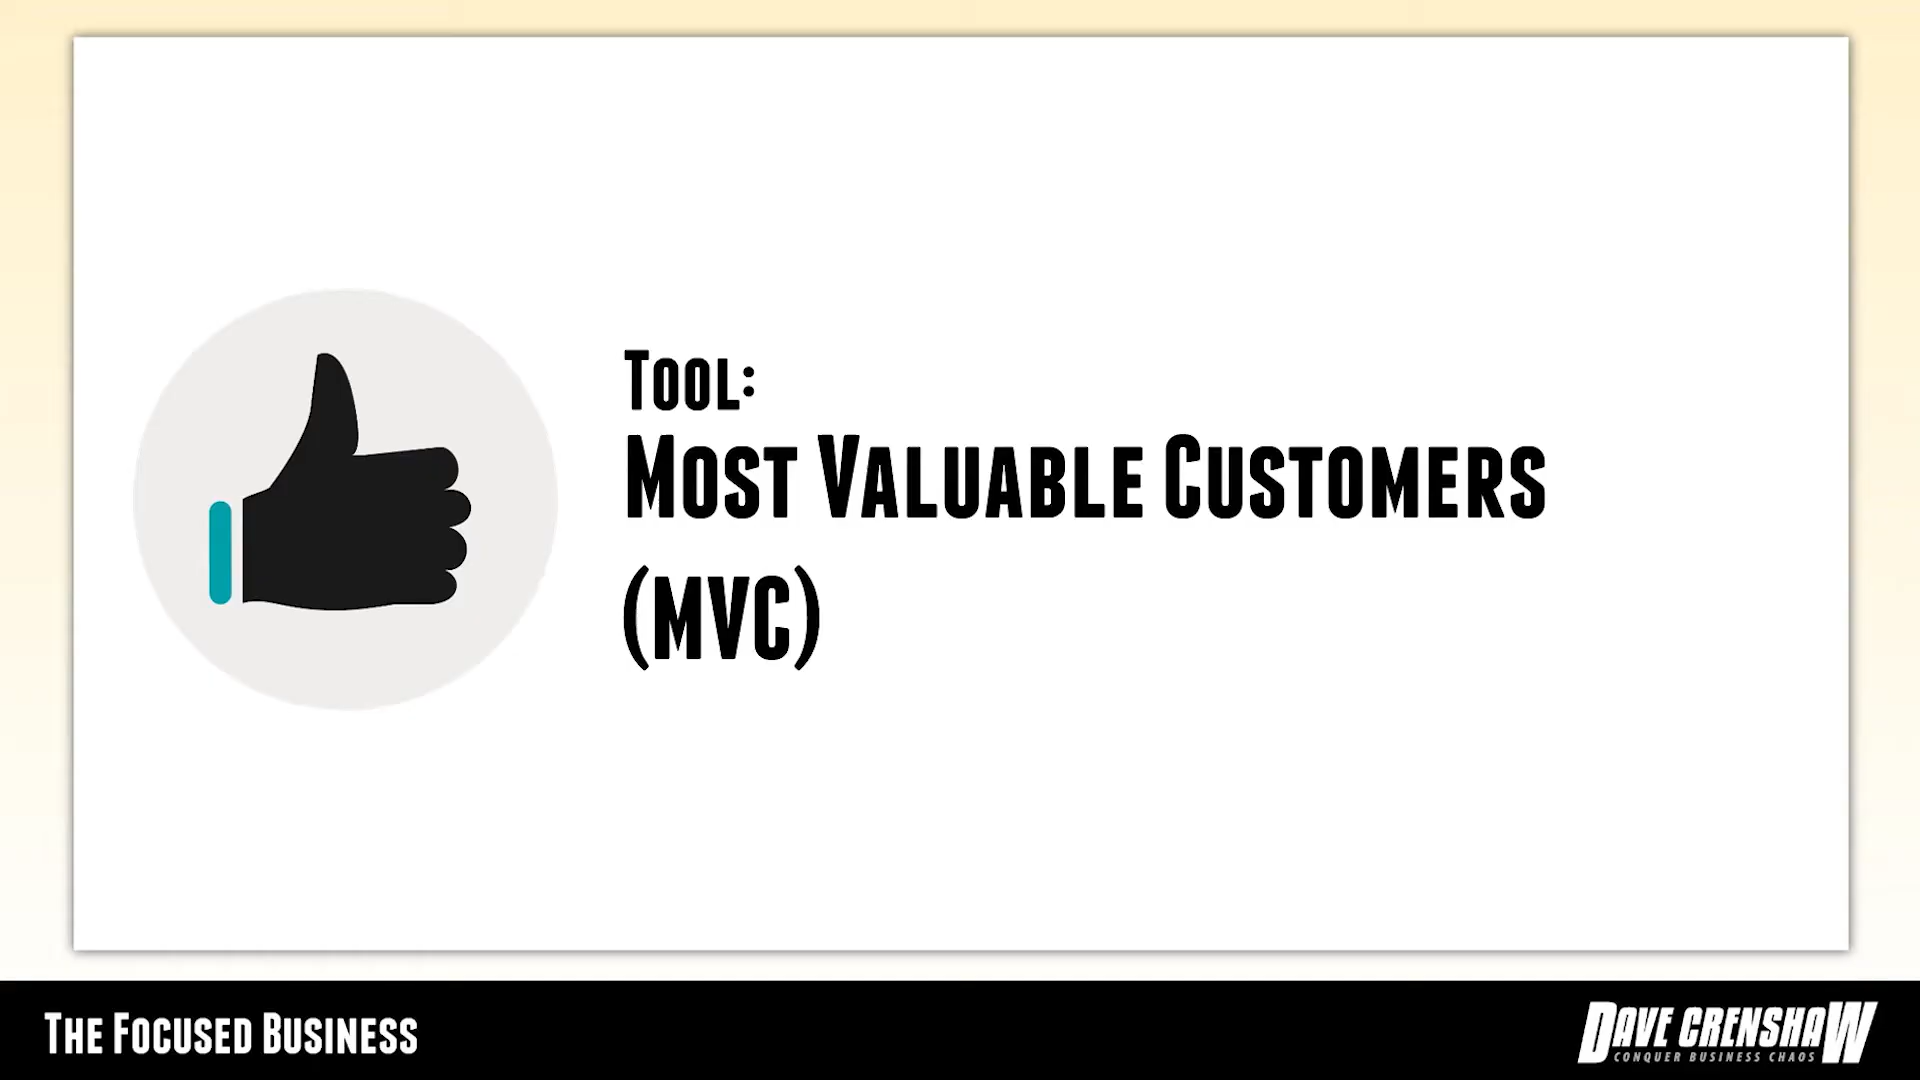 Tool:
Most Valuable Customers
(MVC)
The Focused Business
Dave Crenshaw
Conquer Business Chaos